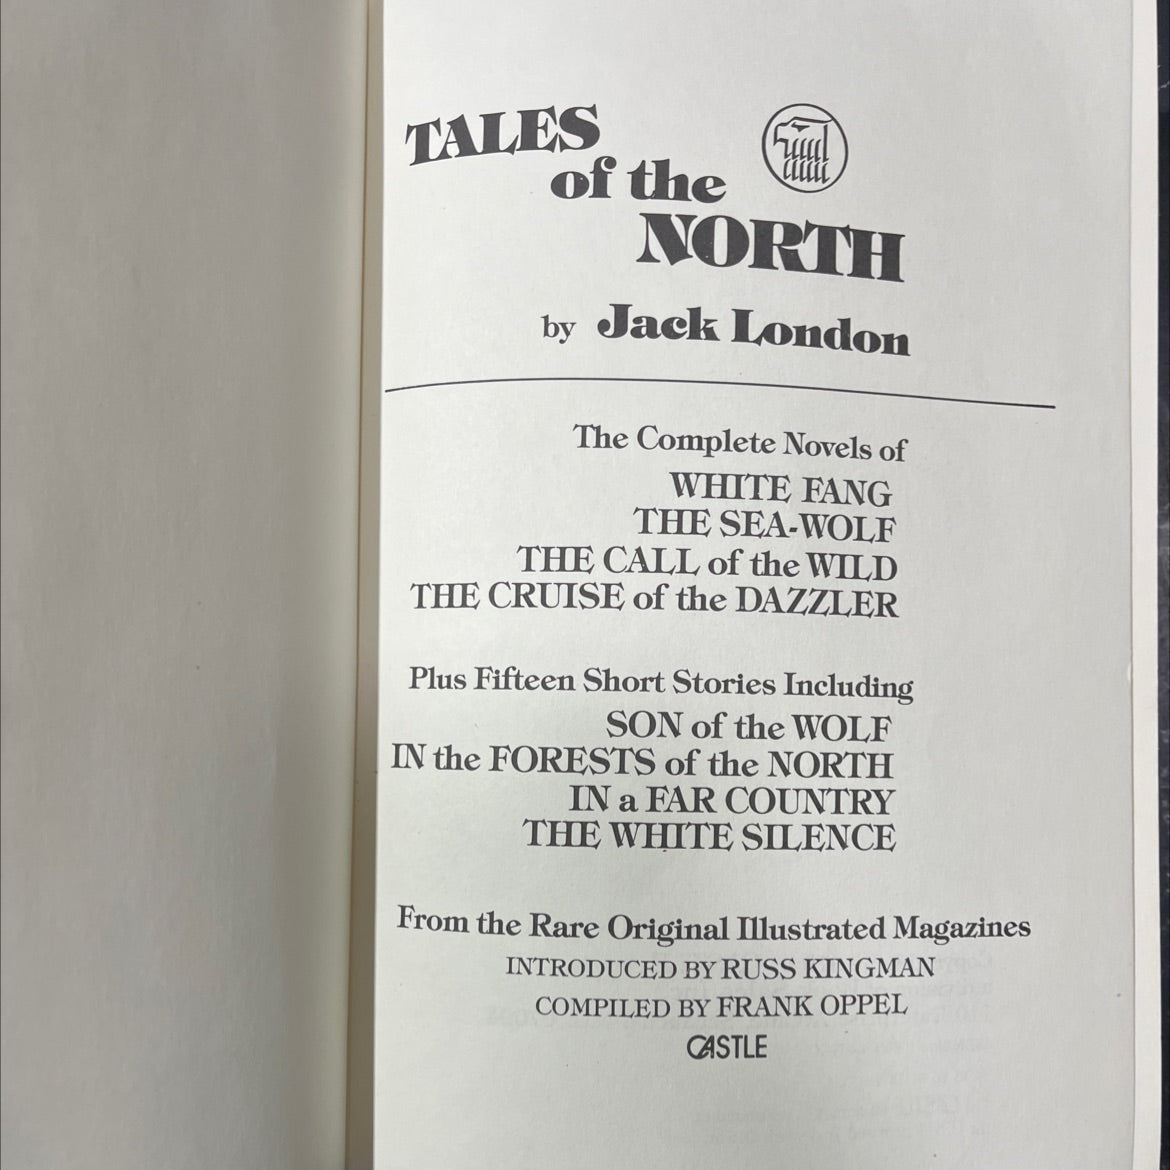 TALES
of the
NORTH
by Jack London
The Complete Novels of
WHITE FANG
THE SEA-WOLF
THE CALL of the WILD
THE CRUISE of the DAZZLER
Plus Fifteen Short Stories Including
SON of the WOLF
IN the FORESTS of the NORTH
IN a FAR COUNTRY
THE WHITE SILENCE
From the Rare Original Illustrated Magazines
INTRODUCED BY RUSS KINGMAN
COMPILED BY FRANK OPPEL
CASTLE